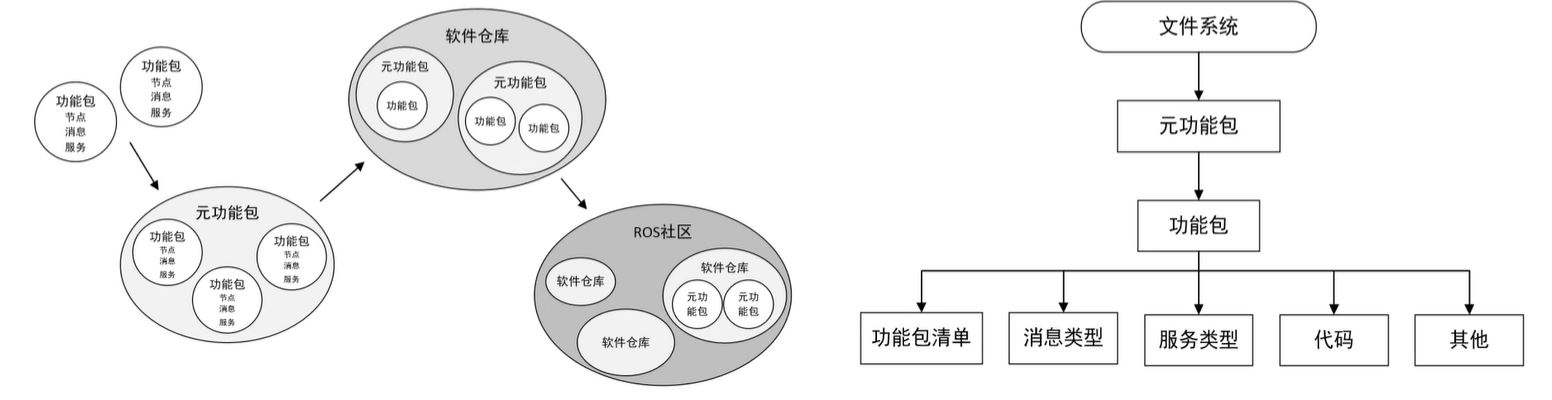 功能包
节点
消息
服务
功能包
节点
消息
服务
元功能包
功能包
节点
消息
服务
功能包
节点
消息
服务
功能包
节点
消息
服务
软件仓库
元功能包
功能包
元功能包
功能包
功能包
ROS社区
软件仓库
软件仓库
元功
能包
元功
能包
软件仓库
文件系统
元功能包
功能包
功能包清单
消息类型
服务类型
代码
其他